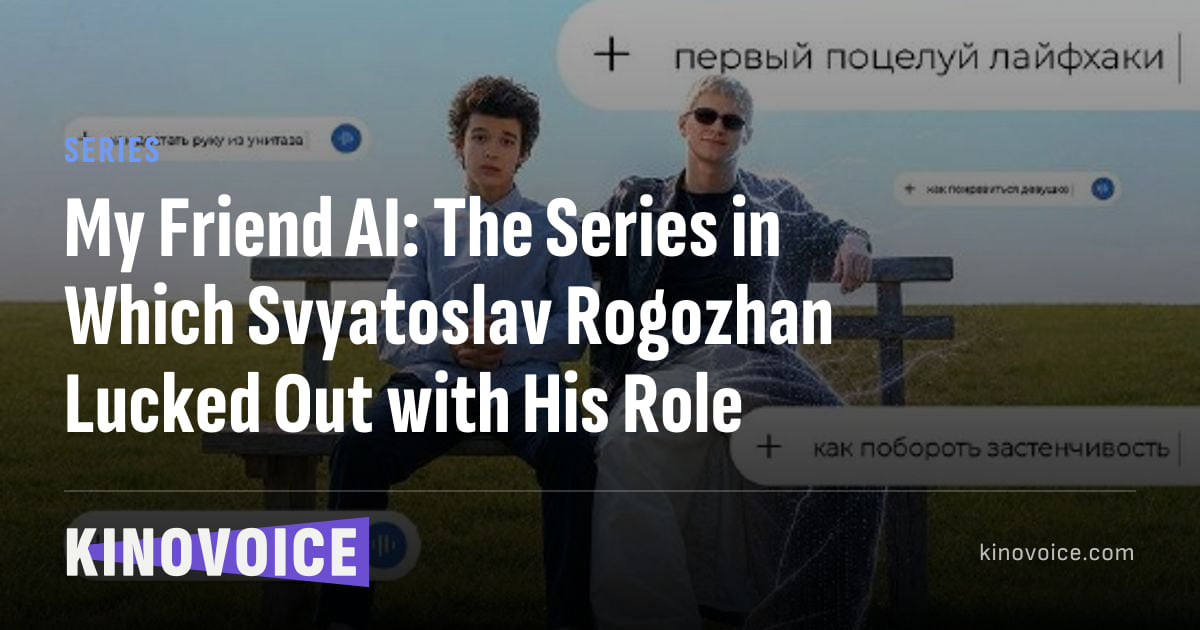 + первый поцелуй лайфхаки
достать руку из унитаза
SERIES
+ как понравиться девушке
My Friend AI: The Series in
Which Svyatoslav Rogozhan
Lucked Out with His Role
+ как побороть застенчивость
KINOVOICE
kinovoice.com